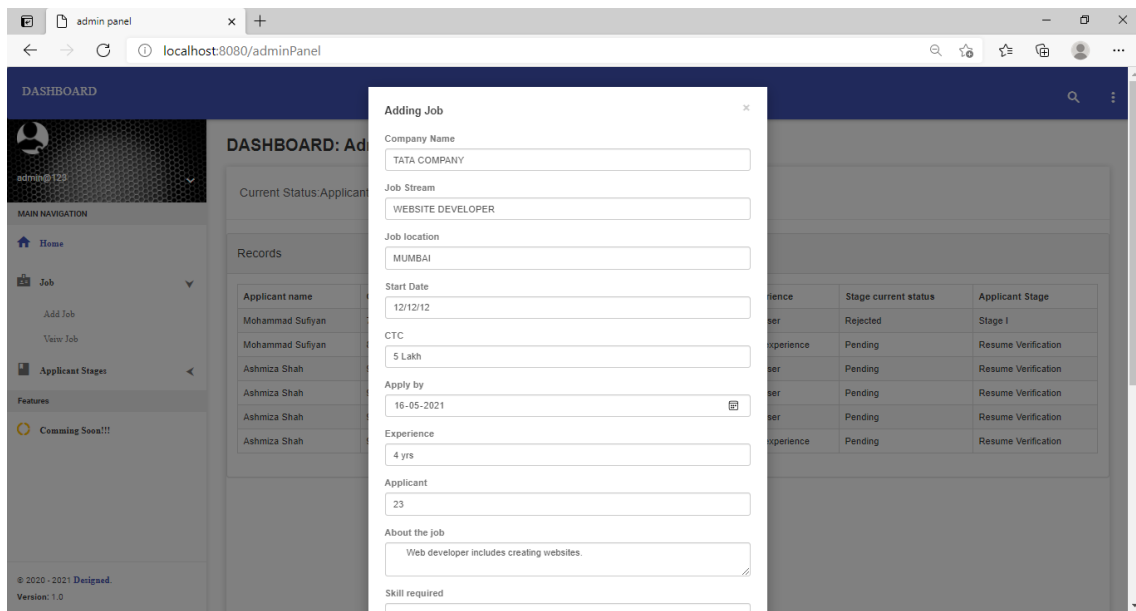 admin panel
localhost:8080/adminPanel
DASHBOARD
admin@123
MAIN NAVIGATION
Home
Job
Add Job
Veiw Job
Applicant Stages
Features
Comming Soon!!!
© 2020 - 2021 Designed.
Version: 1.0
DASHBOARD: Ad
Current Status:Applicant
Records
Applicant name Stage current status Applicant Stage
Mohammad Sufiyan Rejected Stage I
Mohammad Sufiyan Pending Resume Verification
Ashmiza Shah Pending Resume Verification
Ashmiza Shah Pending Resume Verification
Ashmiza Shah Pending Resume Verification
Ashmiza Shah Pending Resume Verification
Adding Job
Company Name
TATA COMPANY
Job Stream
WEBSITE DEVELOPER
Job location
MUMBAI
Start Date
12/12/12
CTC
5 Lakh
Apply by
16-05-2021
Experience
4 yrs
Applicant
23
About the job
Web developer includes creating websites.
Skill required